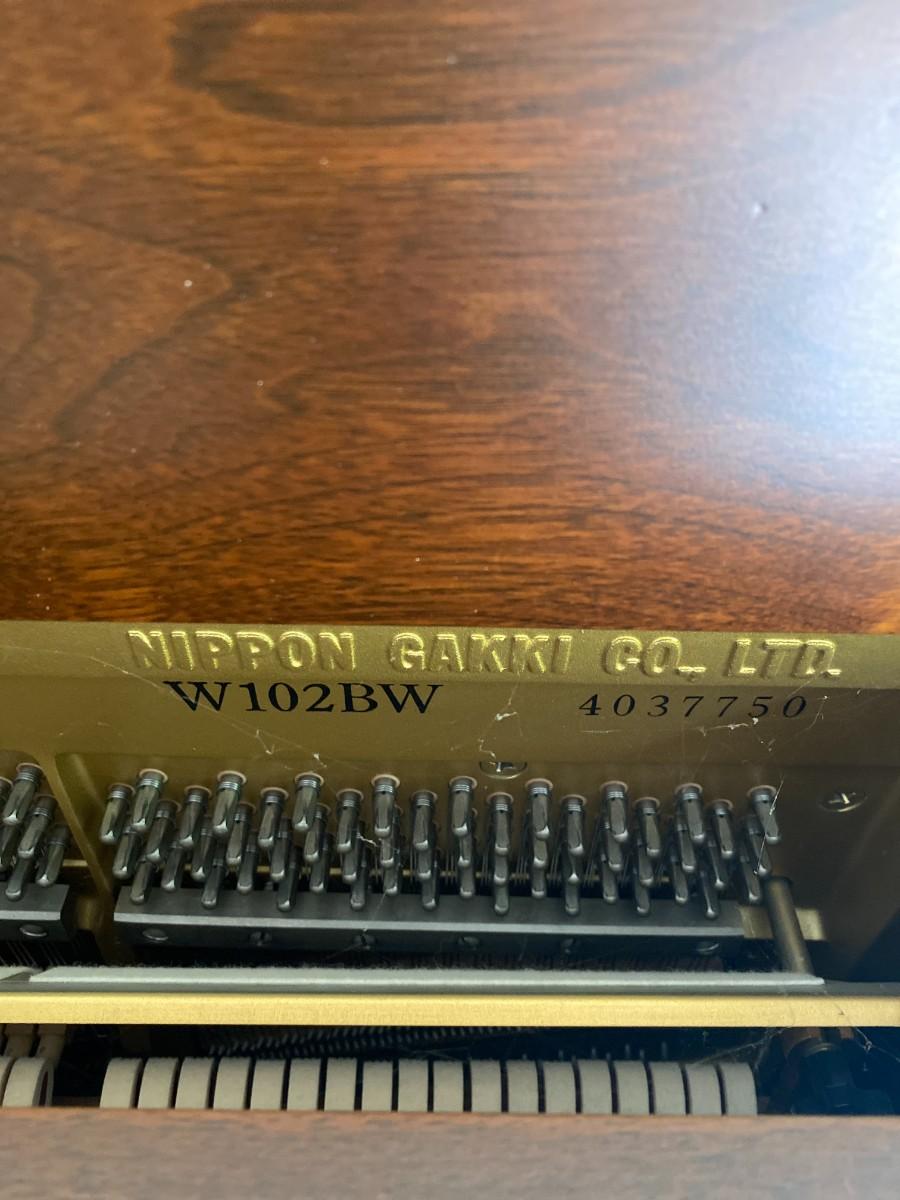 NIPPON GAKKI CO., LTD.
W102BW 4037750